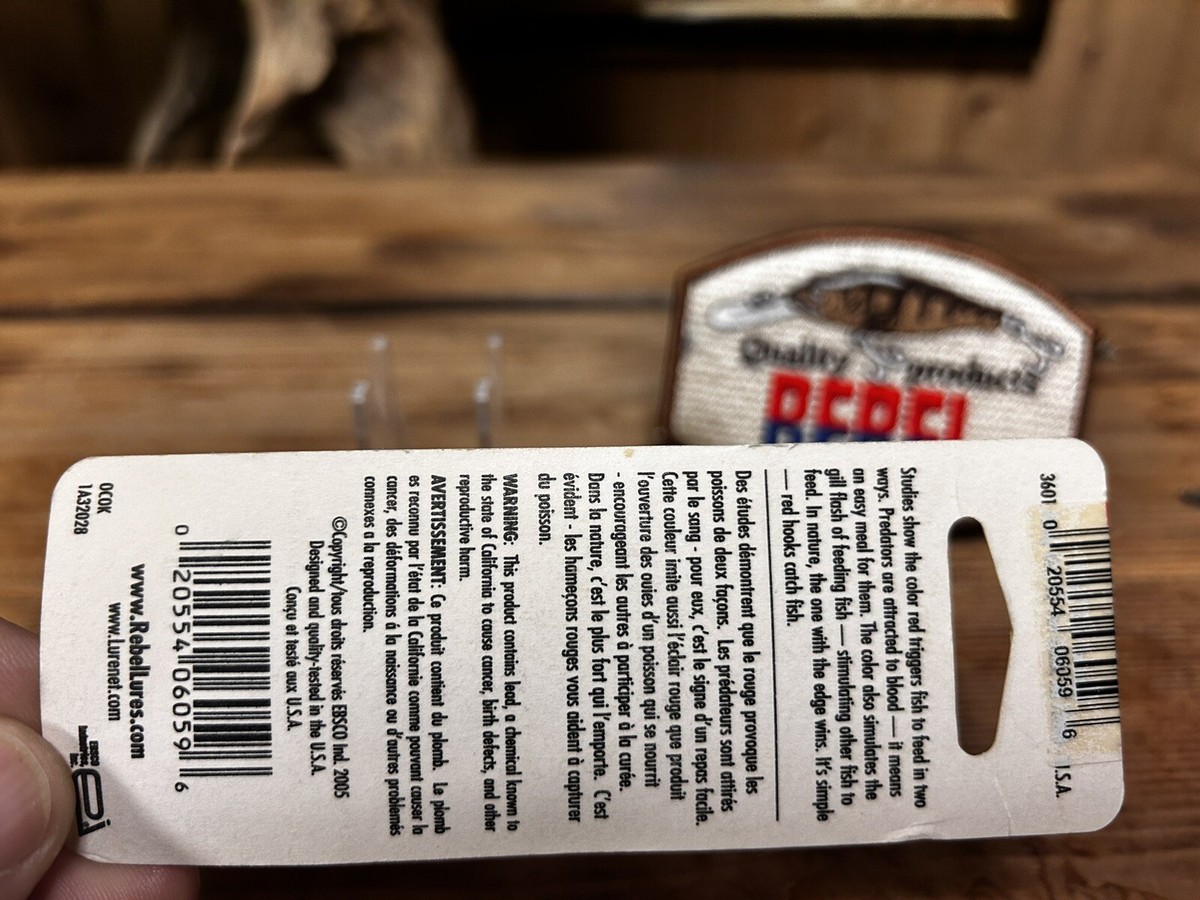 3601
0 20554 06059 6
.S.A.
Studies show the color red triggers fish to feed in two
ways. Predators are attracted to blood — it means
an easy meal for them. The color also simulates the
gill flash of feeding fish — stimulating other fish to
feed. In nature, the one with the edge wins. It's simple
— red hooks catch fish.
Des études démontrent que le rouge provoque les
poissons de deux façons. Les prédateurs sont attirés
par le sang - pour eux, c'est le signe d'un repas facile.
Cette couleur imite aussi l'éclair rouge que produit
l'ouverture des ouies d'un poisson qui se nourrit
- encourageant les autres à participer à la curée.
Dans la nature, c'est le plus fort qui l'emporte. C'est
évident - les hameçons rouges vous aident à capturer
du poisson.
WARNING: This product contains lead, a chemical known to
the state of California to cause cancer, birth defects, and other
reproductive harm.
AVERTISSEMENT: Ce produit contient du plomb. Le plomb
es reconnu par l'état de la Californie comme pouvant causer la
cancer, des déformations à la naissance ou d'autres problemés
connexes a la reproduction.
©Copyright/tous droits réservés EBSCO Ind. 2005
Designed and quality-tested in the U.S.A.
Conçu et testé aux U.S.A.
0 20554 06059 6
www.RebelLures.com
www.Lurenet.com
OCOK
1A32028
Quality products
REBEL